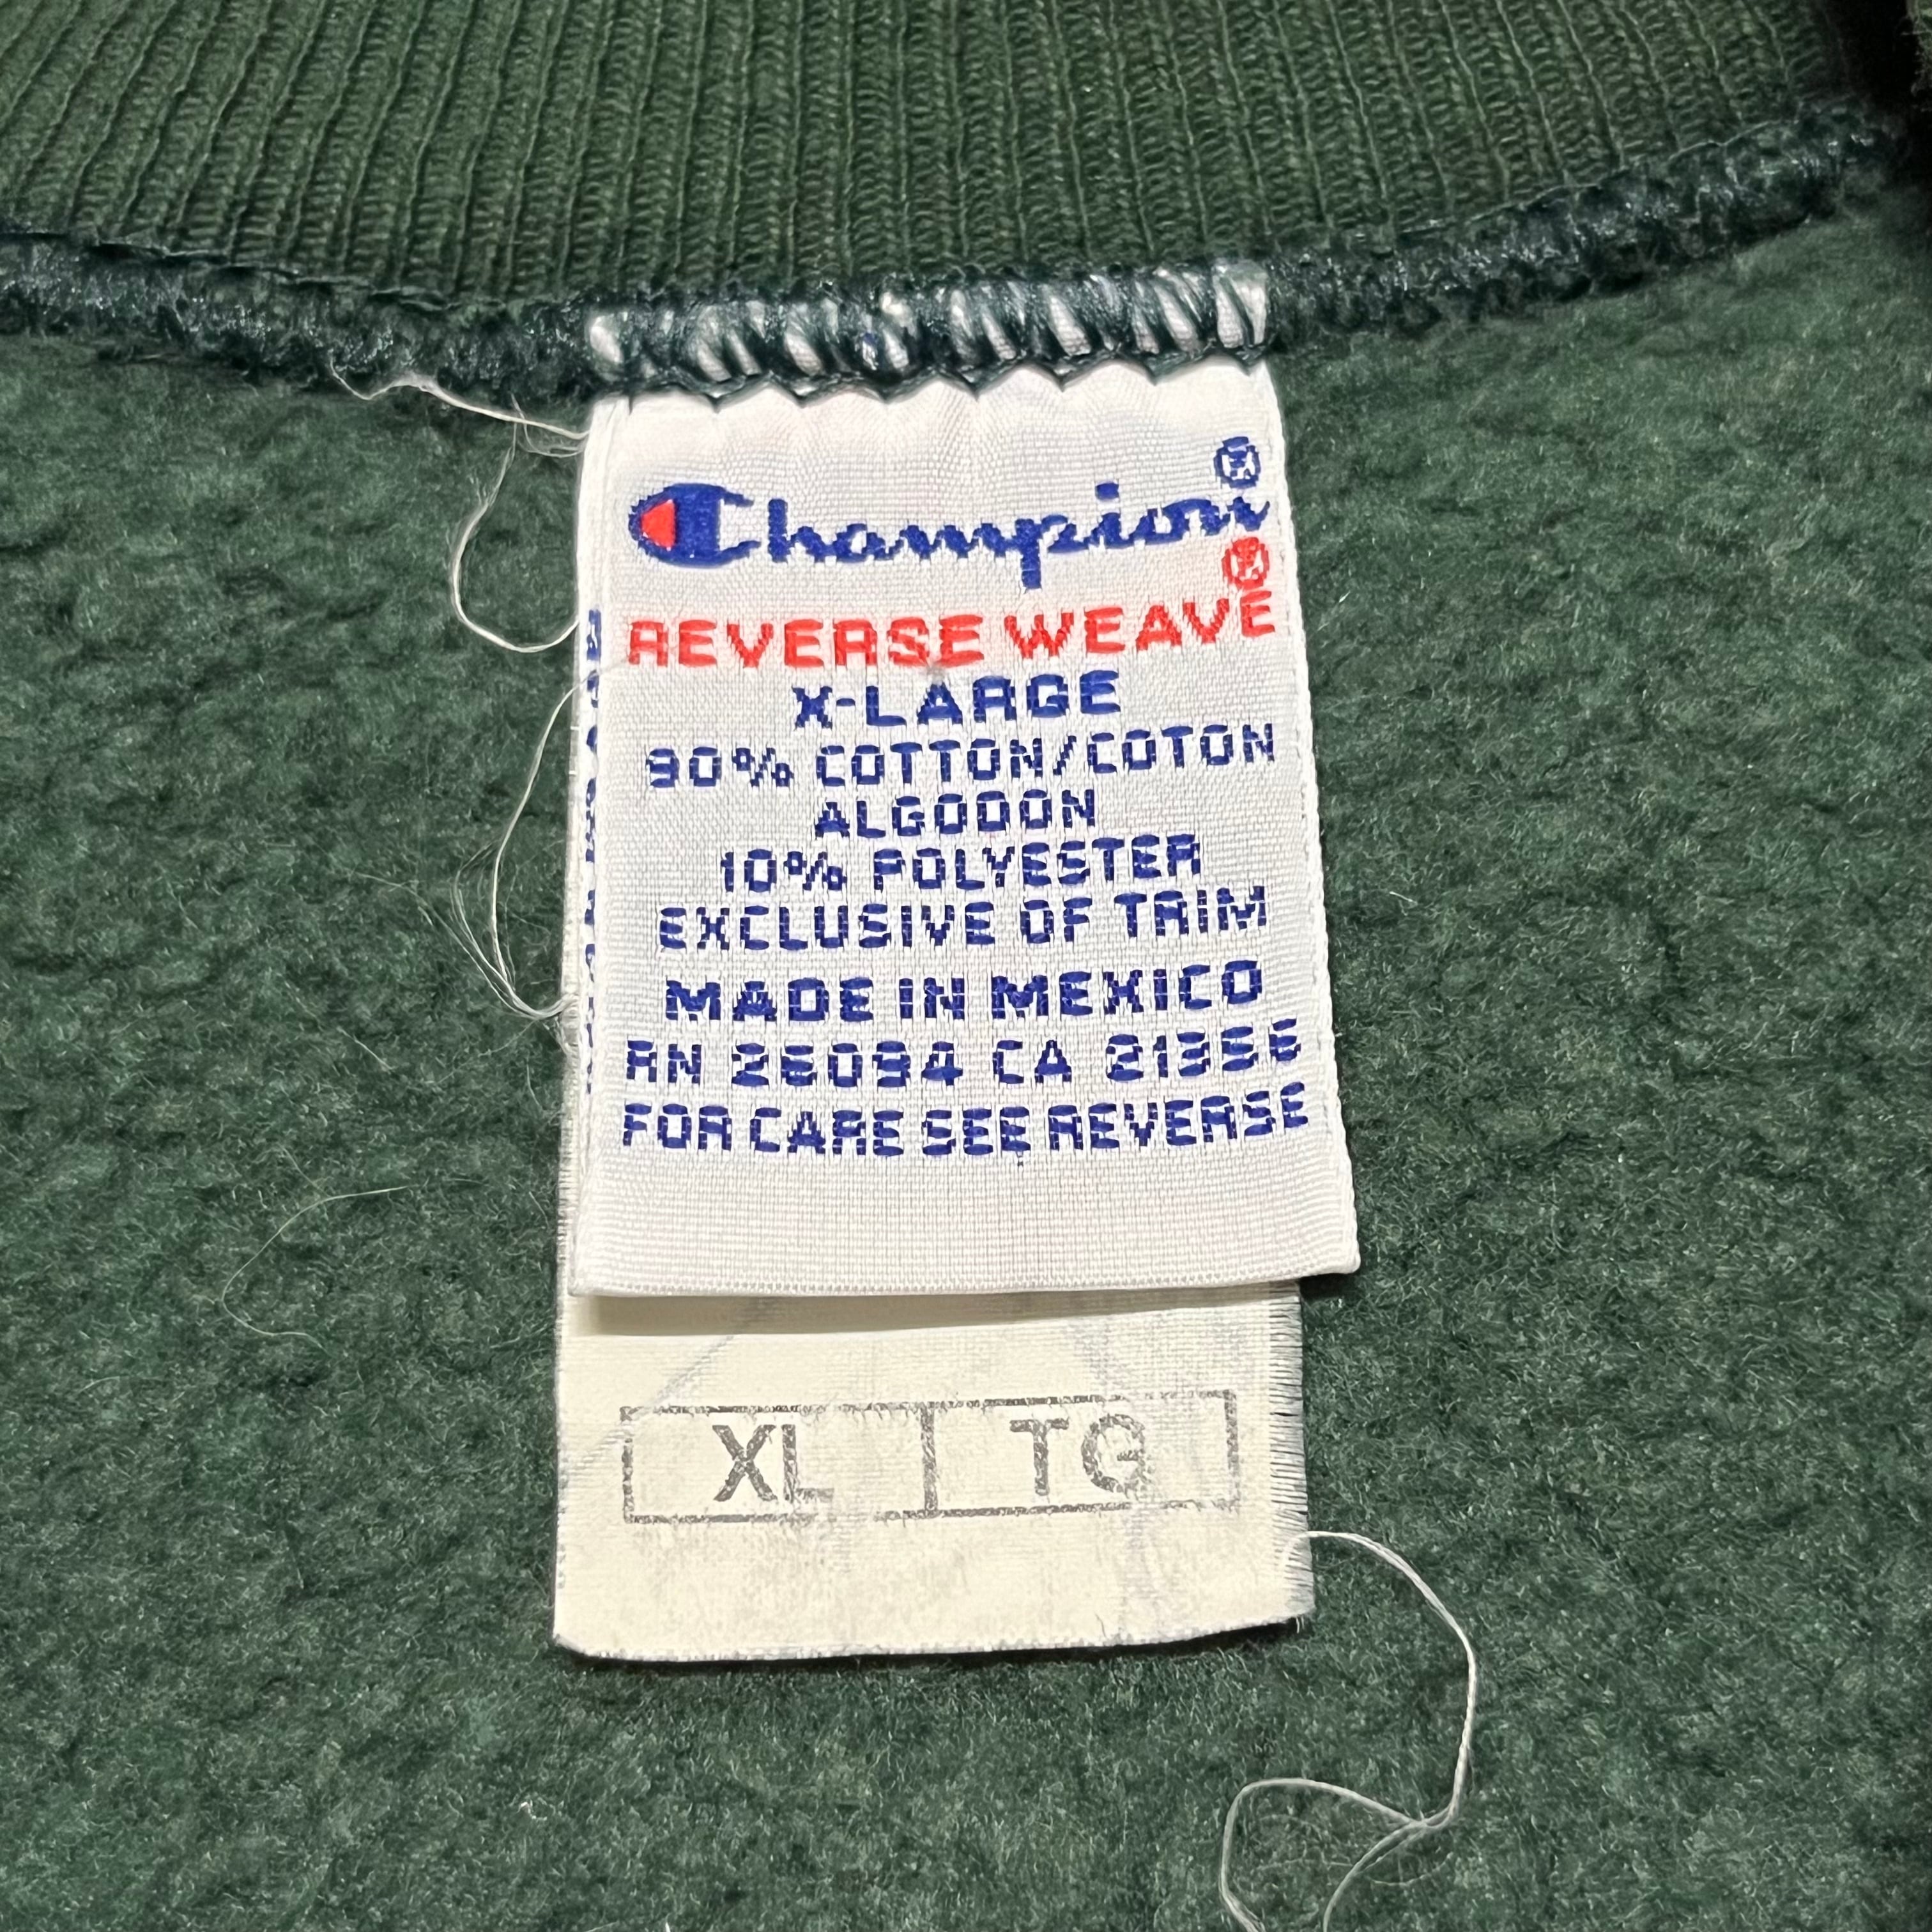 Champion®
REVERSE WEAVE®
X-LARGE
90% COTTON/COTON
ALGODON
10% POLYESTER
EXCLUSIVE OF TRIM
MADE IN MEXICO
RN 26094 CA 21356
FOR CARE SEE REVERSE
XL TG